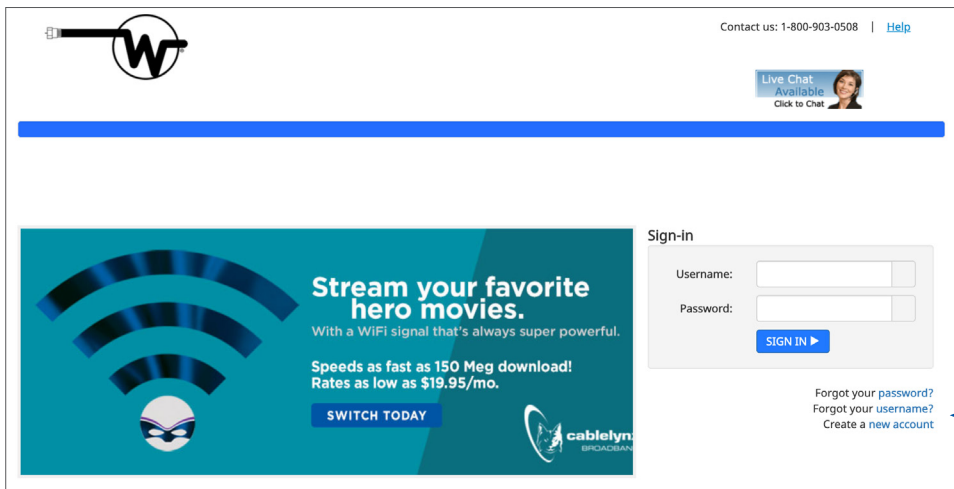 Contact us: 1-800-903-0508 | Help
W
Live Chat
Available
Click to Chat
Sign-in
Stream your favorite
hero movies.
With a WiFi signal that's always super powerful.
Speeds as fast as 150 Meg download!
Rates as low as $19.95/mo.
SWITCH TODAY
cablelynx
BROADBAN
Username:
Password:
SIGN IN
Forgot your password?
Forgot your username?
Create a new account